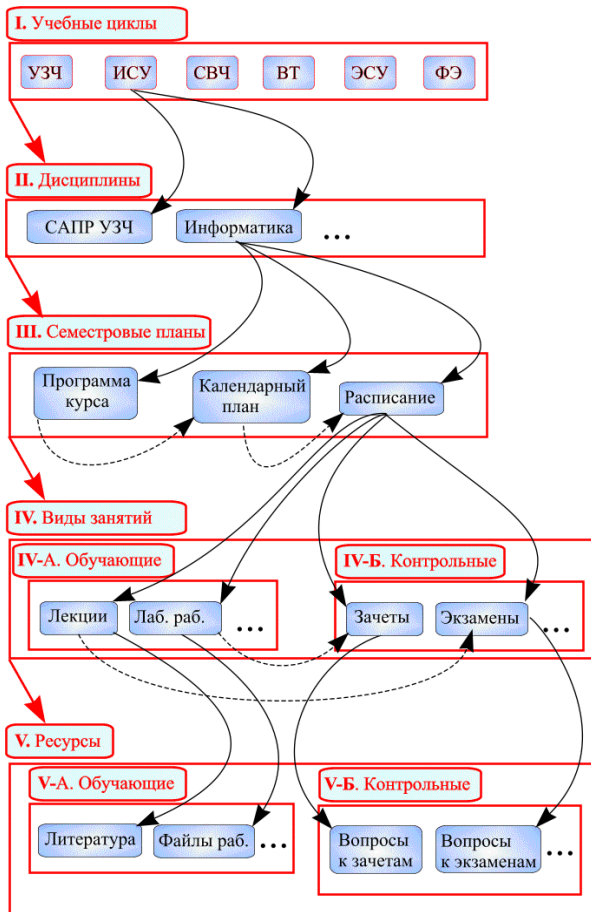 I. Учебные циклы
УЗЧ ИСУ СВЧ ВТ ЭСУ ФЭ
II. Дисциплины
САПР УЗЧ Информатика ...
III. Семестровые планы
Программа
курса
Календарный
план
Расписание
IV. Виды занятий
IV-А. Обучающие
IV-Б. Контрольные
Лекции Лаб. раб. ...
Зачеты Экзамены ...
V. Ресурсы
V-А. Обучающие
V-Б. Контрольные
Литература Файлы раб. ...
Вопросы
к зачетам
Вопросы
к экзаменам
...